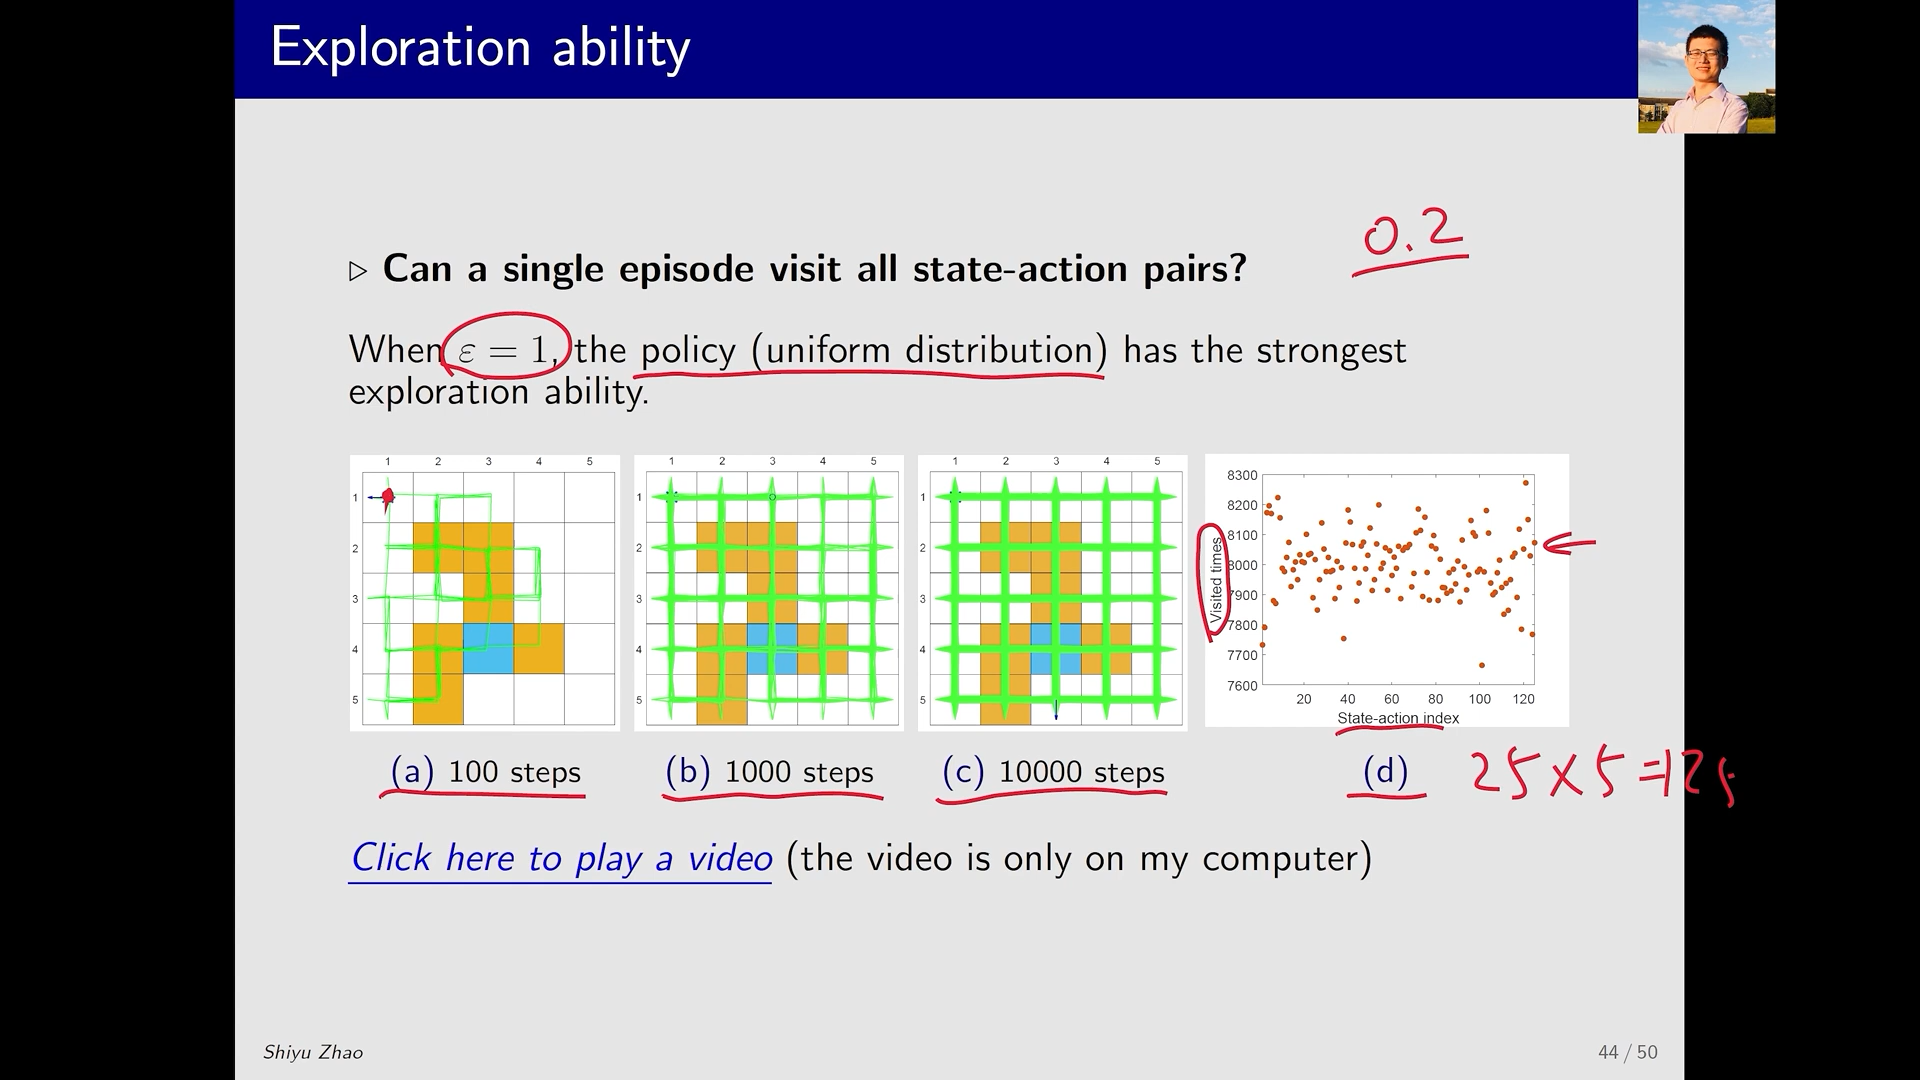 Exploration ability
0.2
▷ Can a single episode visit all state-action pairs?
When ε = 1, the policy (uniform distribution) has the strongest
exploration ability.
1 2 3 4 5
1
2
3
4
5
1 2 3 4 5
1
2
3
4
5
1 2 3 4 5
1
2
3
4
5
8300
8200
8100
8000
7900
7800
7700
7600
Visited times
20 40 60 80 100 120
State-action index
(a) 100 steps
(b) 1000 steps
(c) 10000 steps
(d)
25×5=125
Click here to play a video (the video is only on my computer)
Shiyu Zhao
44 / 50